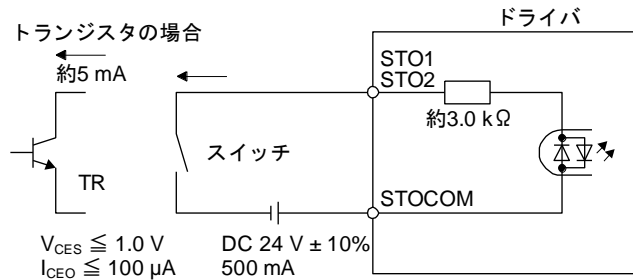 ドライバ
トランジスタの場合
約5 mA
STO1
STO2
約3.0 kΩ
スイッチ
TR
STOCOM
VCES ≦ 1.0 V
ICEO ≦ 100 µA
DC 24 V ± 10%
500 mA